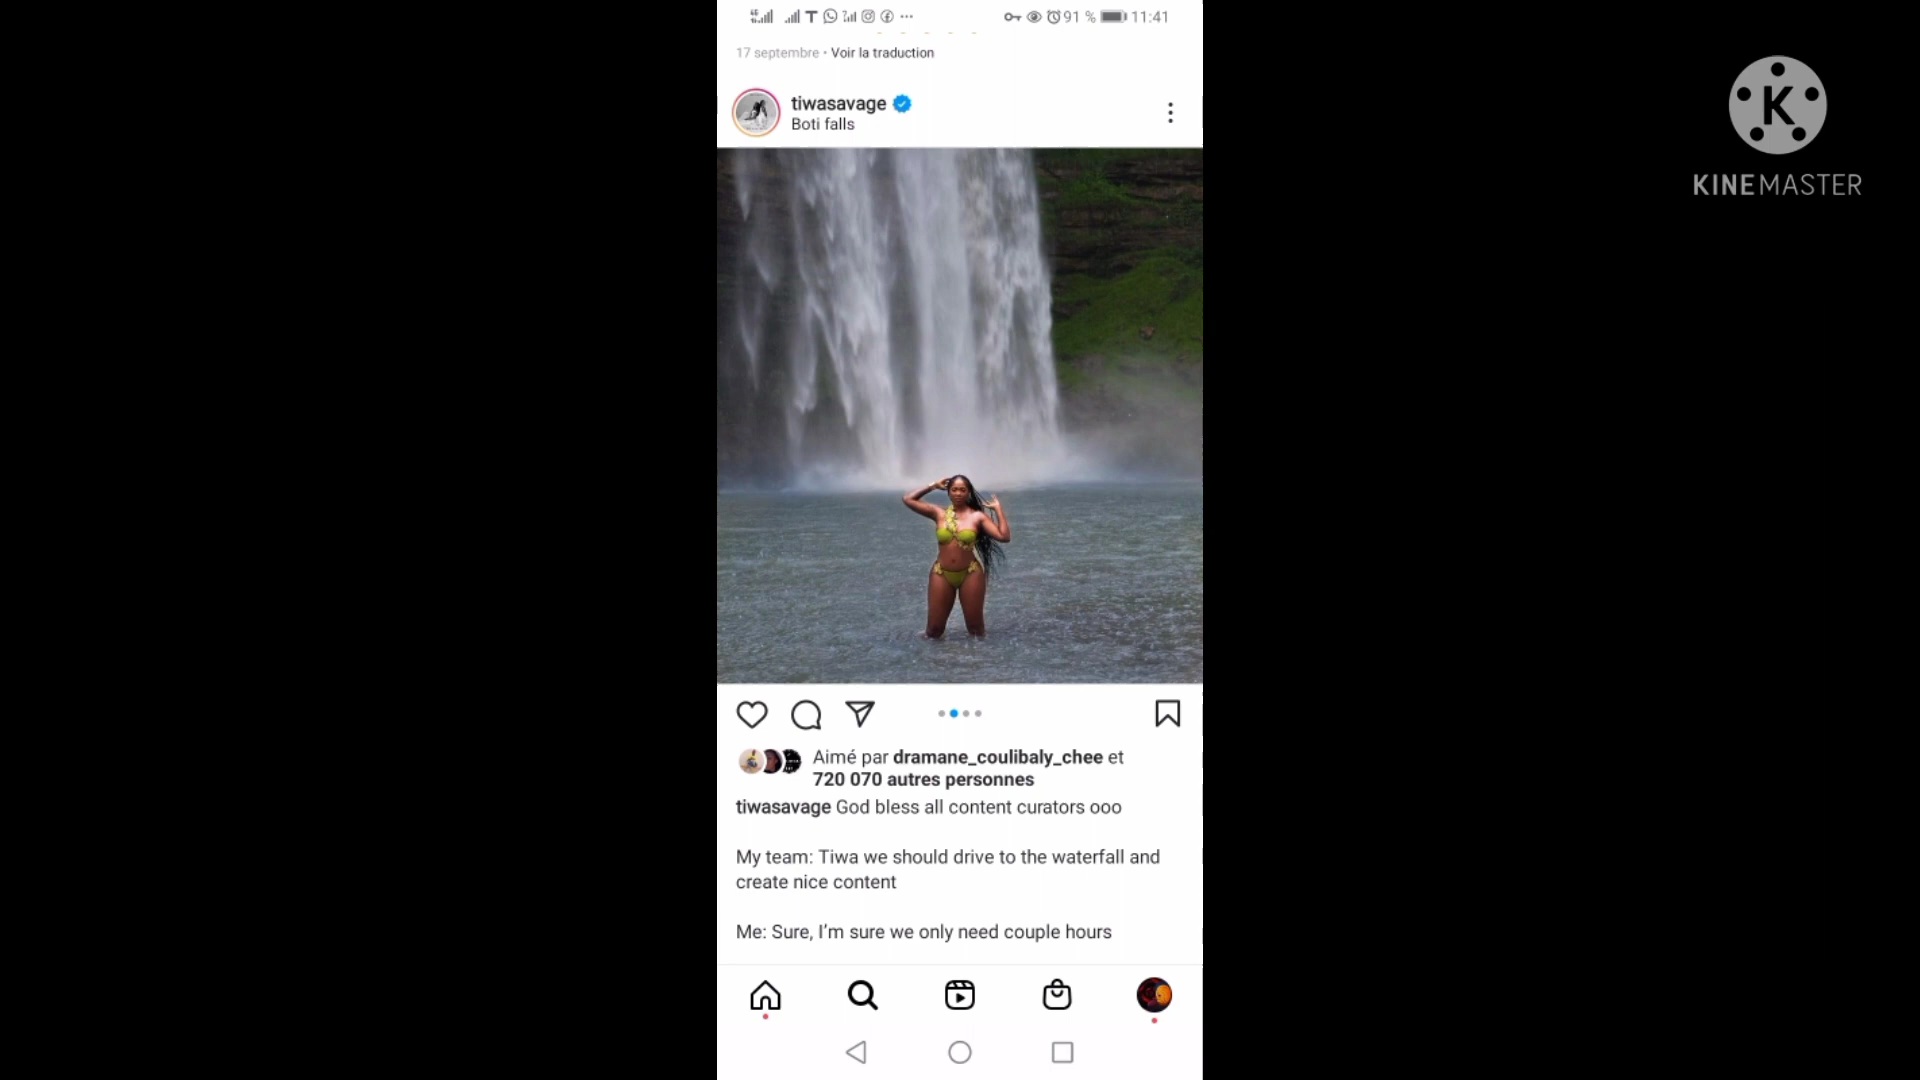 91 % 11:41
17 septembre • Voir la traduction
tiwasavage
Boti falls
K
KINEMASTER
Aimé par dramane_coulibaly_chee et
720 070 autres personnes
tiwasavage God bless all content curators ooo
My team: Tiwa we should drive to the waterfall and
create nice content
Me: Sure, I'm sure we only need couple hours